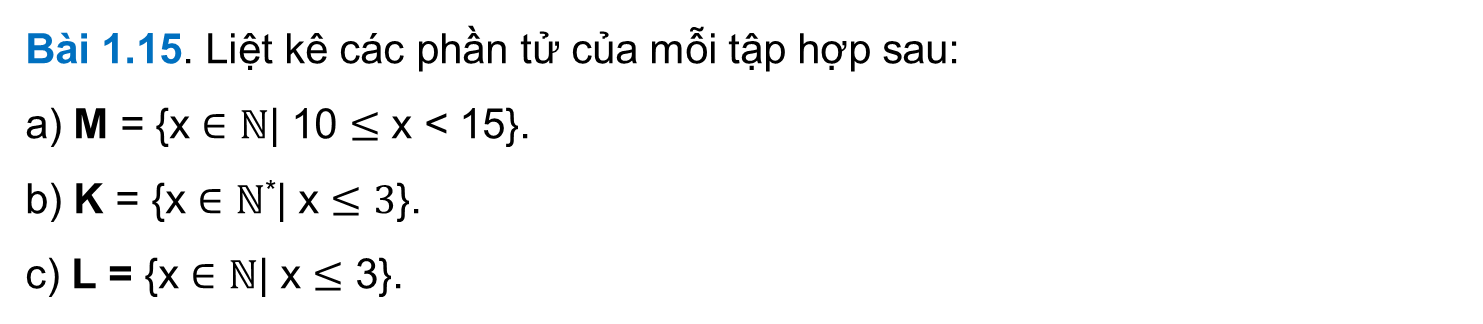 Bài 1.15. Liệt kê các phần tử của mỗi tập hợp sau:
a) M = {x ∈ ℕ| 10 ≤ x < 15}.
b) K = {x ∈ ℕ*| x ≤ 3}.
c) L = {x ∈ ℕ| x ≤ 3}.